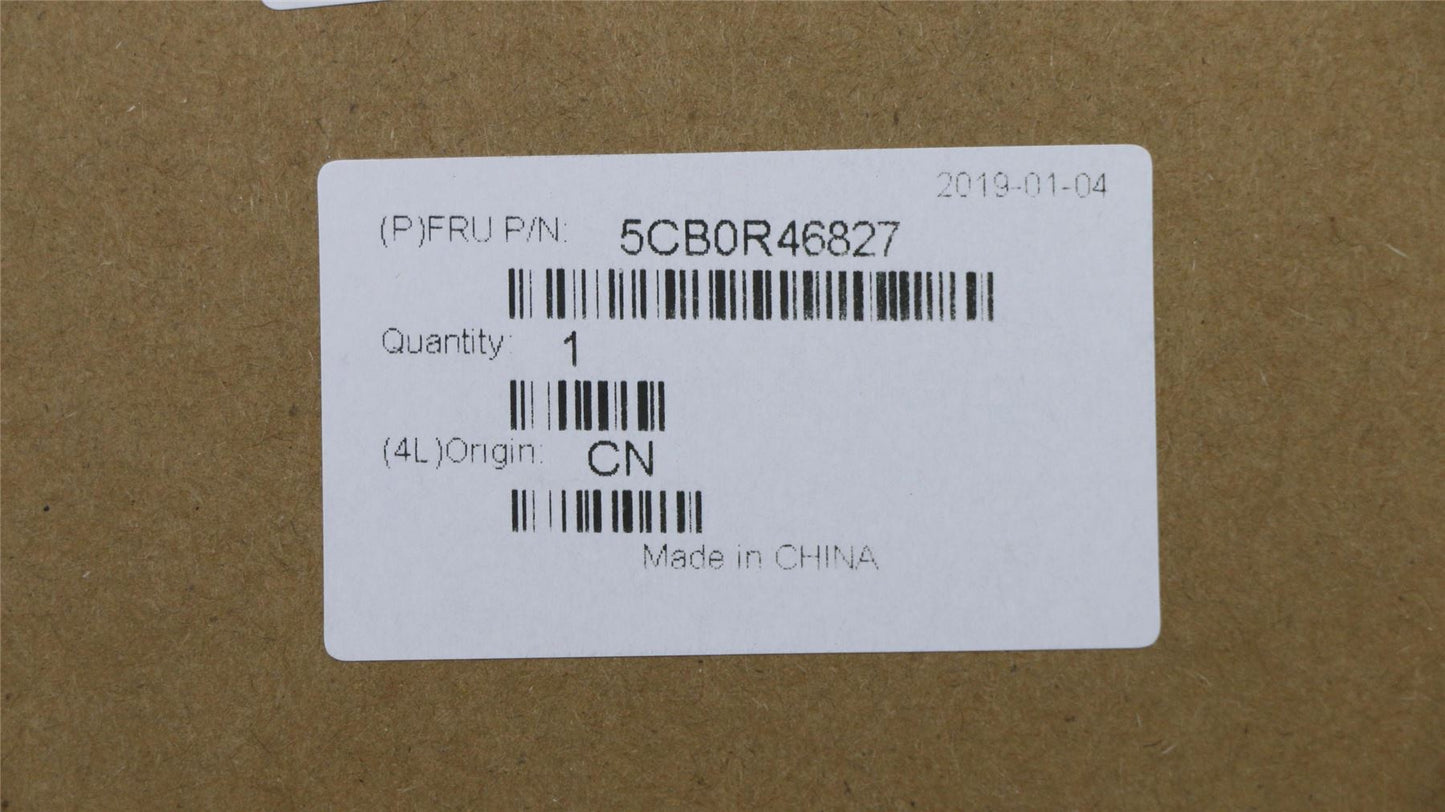 2019-01-04
(P)FRU P/N: 5CB0R46827
Quantity: 1
(4L)Origin: CN
Made in CHINA